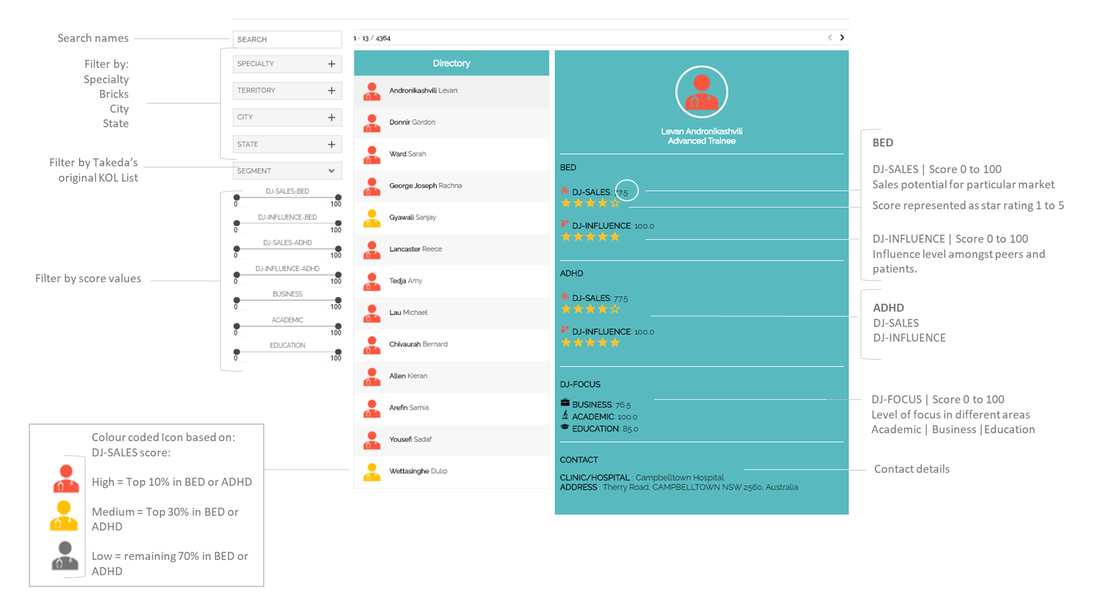 Search names
Filter by:
Specialty
Bricks
City
State
Filter by Takeda's
original KOL List
Filter by score values
SEARCH
SPECIALTY +
TERRITORY +
CITY +
STATE +
SEGMENT
DJ-SALES-BED
0 100
DJ-INFLUENCE-BED
0 100
DJ-SALES-ADHD
0 100
DJ-INFLUENCE-ADHD
0 100
BUSINESS
0 100
ACADEMIC
0 100
EDUCATION
0 100
1 - 13 / 4364
Directory
Andronikashvili Levan
Donnir Gordon
Ward Sarah
George Joseph Rachna
Gyawali Sanjay
Lancaster Reece
Tedja Amy
Lau Michael
Chivaurah Bernard
Allen Kieran
Arefin Samia
Yousefi Sadaf
Wettasinghe Dulip
Levan Andronikashvili
Advanced Trainee
BED
DJ-SALES: 77.5
DJ-INFLUENCE: 100.0
ADHD
DJ-SALES: 77.5
DJ-INFLUENCE: 100.0
DJ-FOCUS
BUSINESS: 76.5
ACADEMIC: 100.0
EDUCATION: 85.0
CONTACT
CLINIC/HOSPITAL : Campbelltown Hospital
ADDRESS : Therry Road, CAMPBELLTOWN NSW 2560, Australia
BED
DJ-SALES | Score 0 to 100
Sales potential for particular market
Score represented as star rating 1 to 5
DJ-INFLUENCE | Score 0 to 100
Influence level amongst peers and
patients.
ADHD
DJ-SALES
DJ-INFLUENCE
DJ-FOCUS | Score 0 to 100
Level of focus in different areas
Academic | Business |Education
Contact details
Colour coded Icon based on:
DJ-SALES score:
High = Top 10% in BED or ADHD
Medium = Top 30% in BED or
ADHD
Low = remaining 70% in BED or
ADHD